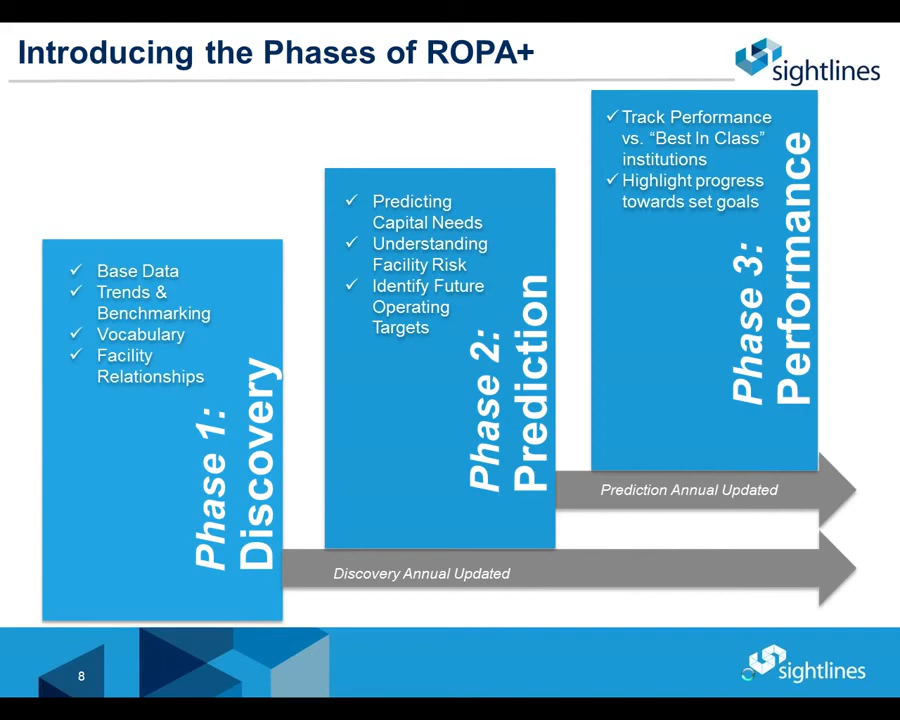 Introducing the Phases of ROPA+
sightlines
✓ Base Data
✓ Trends &
Benchmarking
✓ Vocabulary
✓ Facility
Relationships
Phase 1:
Discovery
✓ Predicting
Capital Needs
✓ Understanding
Facility Risk
✓ Identify Future
Operating
Targets
Phase 2:
Prediction
✓ Track Performance
vs. “Best In Class”
institutions
✓ Highlight progress
towards set goals
Phase 3:
Performance
Prediction Annual Updated
Discovery Annual Updated
8
sightlines